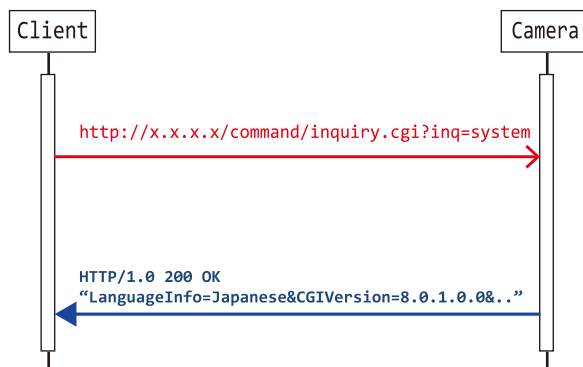 Client
Camera
http://x.x.x.x/command/inquiry.cgi?inq=system
HTTP/1.0 200 OK
“LanguageInfo=Japanese&CGIVersion=8.0.1.0.0&..”